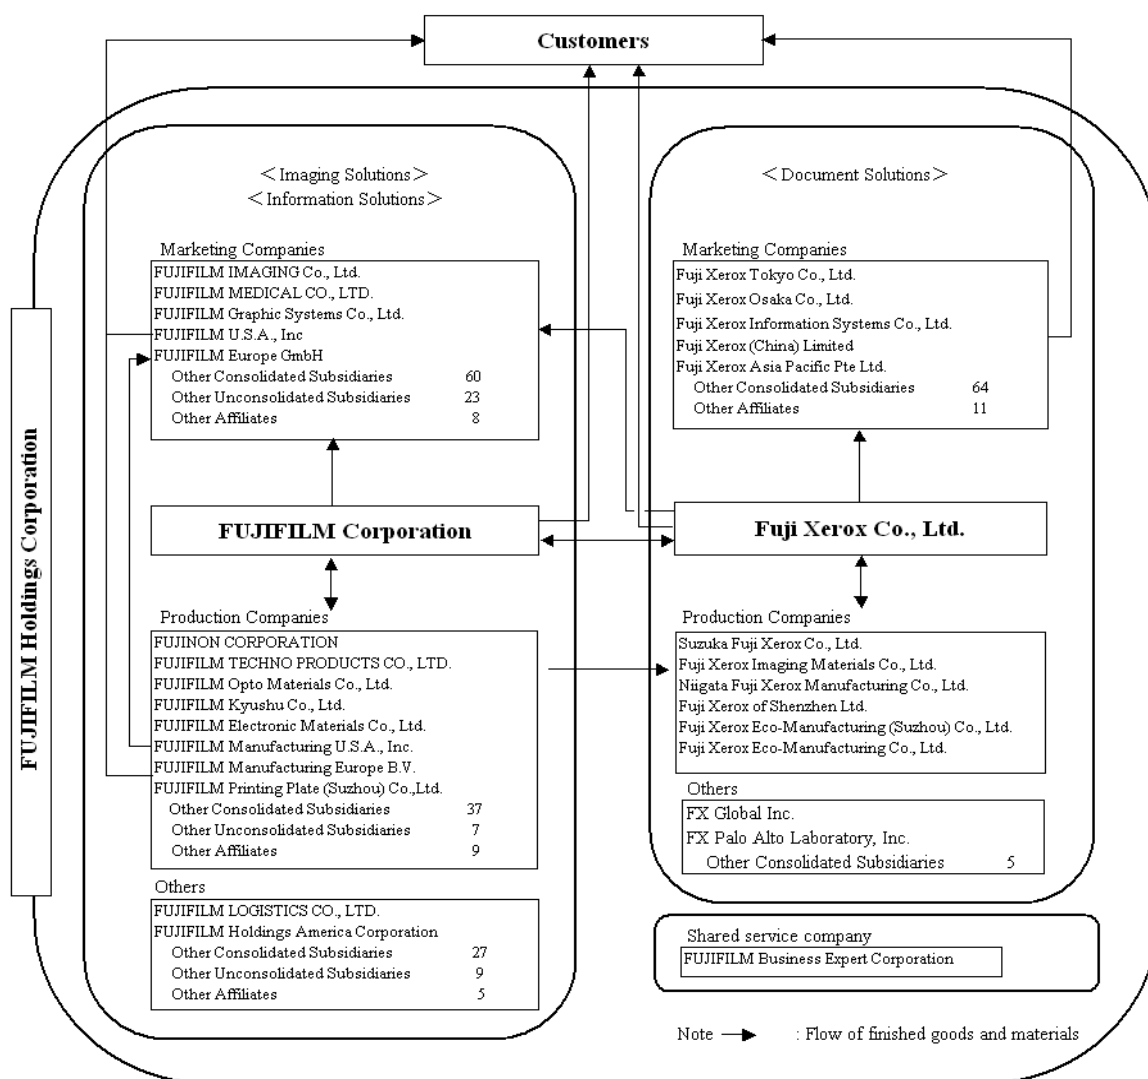 Customers
FUJIFILM Holdings Corporation
<Imaging Solutions>
<Information Solutions>
Marketing Companies
FUJIFILM IMAGING Co., Ltd.
FUJIFILM MEDICAL CO., LTD.
FUJIFILM Graphic Systems Co., Ltd.
FUJIFILM U.S.A., Inc
FUJIFILM Europe GmbH
Other Consolidated Subsidiaries 60
Other Unconsolidated Subsidiaries 23
Other Affiliates 8
FUJIFILM Corporation
Production Companies
FUJINON CORPORATION
FUJIFILM TECHNO PRODUCTS CO., LTD.
FUJIFILM Opto Materials Co., Ltd.
FUJIFILM Kyushu Co., Ltd.
FUJIFILM Electronic Materials Co., Ltd.
FUJIFILM Manufacturing U.S.A., Inc.
FUJIFILM Manufacturing Europe B.V.
FUJIFILM Printing Plate (Suzhou) Co.,Ltd.
Other Consolidated Subsidiaries 37
Other Unconsolidated Subsidiaries 7
Other Affiliates 9
Others
FUJIFILM LOGISTICS CO., LTD.
FUJIFILM Holdings America Corporation
Other Consolidated Subsidiaries 27
Other Unconsolidated Subsidiaries 9
Other Affiliates 5
<Document Solutions>
Marketing Companies
Fuji Xerox Tokyo Co., Ltd.
Fuji Xerox Osaka Co., Ltd.
Fuji Xerox Information Systems Co., Ltd.
Fuji Xerox (China) Limited
Fuji Xerox Asia Pacific Pte Ltd.
Other Consolidated Subsidiaries 64
Other Affiliates 11
Fuji Xerox Co., Ltd.
Production Companies
Suzuka Fuji Xerox Co., Ltd.
Fuji Xerox Imaging Materials Co., Ltd.
Niigata Fuji Xerox Manufacturing Co., Ltd.
Fuji Xerox of Shenzhen Ltd.
Fuji Xerox Eco-Manufacturing (Suzhou) Co., Ltd.
Fuji Xerox Eco-Manufacturing Co., Ltd.
Others
FX Global Inc.
FX Palo Alto Laboratory, Inc.
Other Consolidated Subsidiaries 5
Shared service company
FUJIFILM Business Expert Corporation
Note → : Flow of finished goods and materials